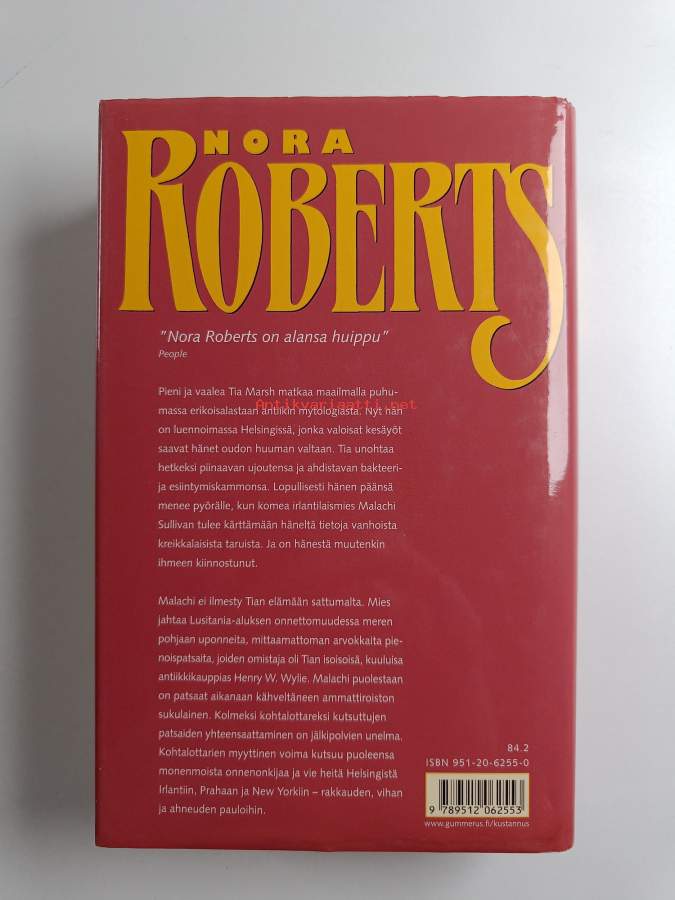 NORA
ROBERTS
"Nora Roberts on alansa huippu"
People
Pieni ja vaalea Tia Marsh matkaa maailmalla puhu-
massa erikoisalastaan antiikin mytologiasta. Nyt hän
Antikvariaatti.net
on luennoimassa Helsingissä, jonka valoisat kesäyöt
saavat hänet oudon huuman valtaan. Tia unohtaa
hetkeksi piinaavan ujoutensa ja ahdistavan bakteeri-
ja esiintymiskammonsa. Lopullisesti hänen päänsä
menee pyörälle, kun komea irlantilaismies Malachi
Sullivan tulee kärttämään häneltä tietoja vanhoista
kreikkalaisista taruista. Ja on hänestä muutenkin
ihmeen kiinnostunut.
Malachi ei ilmesty Tian elämään sattumalta. Mies
jahtaa Lusitania-aluksen onnettomuudessa meren
pohjaan uponneita, mittaamattoman arvokkaita pie-
noispatsaita, joiden omistaja oli Tian isoisoisä, kuuluisa
antiikkikauppias Henry W. Wylie. Malachi puolestaan
on patsaat aikanaan kähveltäneen ammattiroiston
sukulainen. Kolmeksi kohtalottareksi kutsuttujen
patsaiden yhteensaattaminen on jälkipolvien unelma.
Kohtalottarien myyttinen voima kutsuu puoleensa
monenmoista onnenonkijaa ja vie heitä Helsingistä
Irlantiin, Prahaan ja New Yorkiin – rakkauden, vihan
ja ahneuden pauloihin.
84.2
ISBN 951-20-6255-0
9 789512 062553
www.gummerus.fi/kustannus